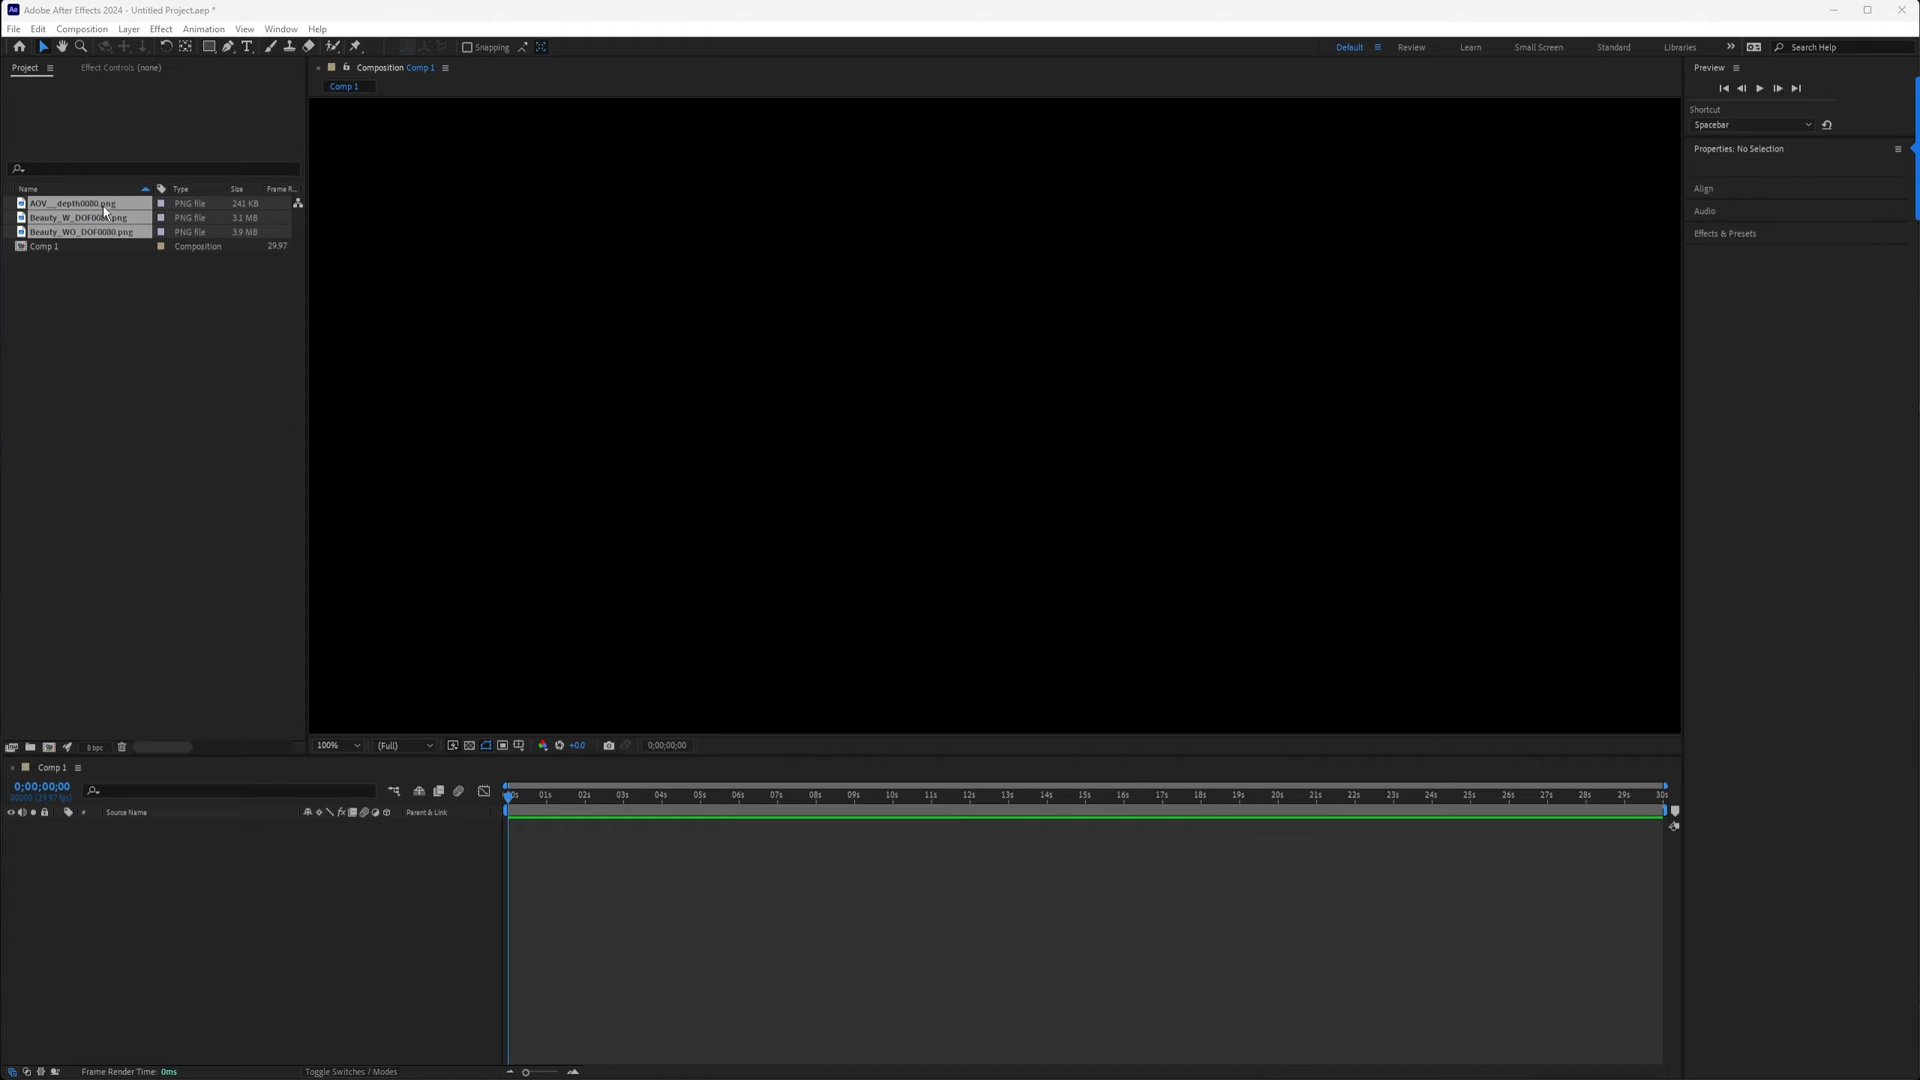 Adobe After Effects 2024 - Untitled Project.aep *
File Edit Composition Layer Animation Effect View Window Help
Snapping Default Review Learn Small Screen Standard Libraries Search Help
Project Effect Controls (none)
Composition Comp 1
Comp 1
Preview
Shortcut
Spacebar
Properties: No Selection
Align
Audio
Effects & Presets
Name Type Size Frame R...
AOV__depth0080.png PNG file 241 KB
Beauty_W_DOF0080.png PNG file 3.1 MB
Beauty_WO_DOF0080.png PNG file 3.9 MB
Comp 1 Composition 29.97
8 bpc
100% (Full) +0.0 0;00;00;00
Comp 1
0;00;00;00
00000 (29.97 fps)
# Source Name fx Parent & Link
01s 02s 03s 04s 05s 06s 07s 08s 09s 10s 11s 12s 13s 14s 15s 16s 17s 18s 19s 20s 21s 22s 23s 24s 25s 26s 27s 28s 29s 30s
Frame Render Time: 0ms
Toggle Switches / Modes